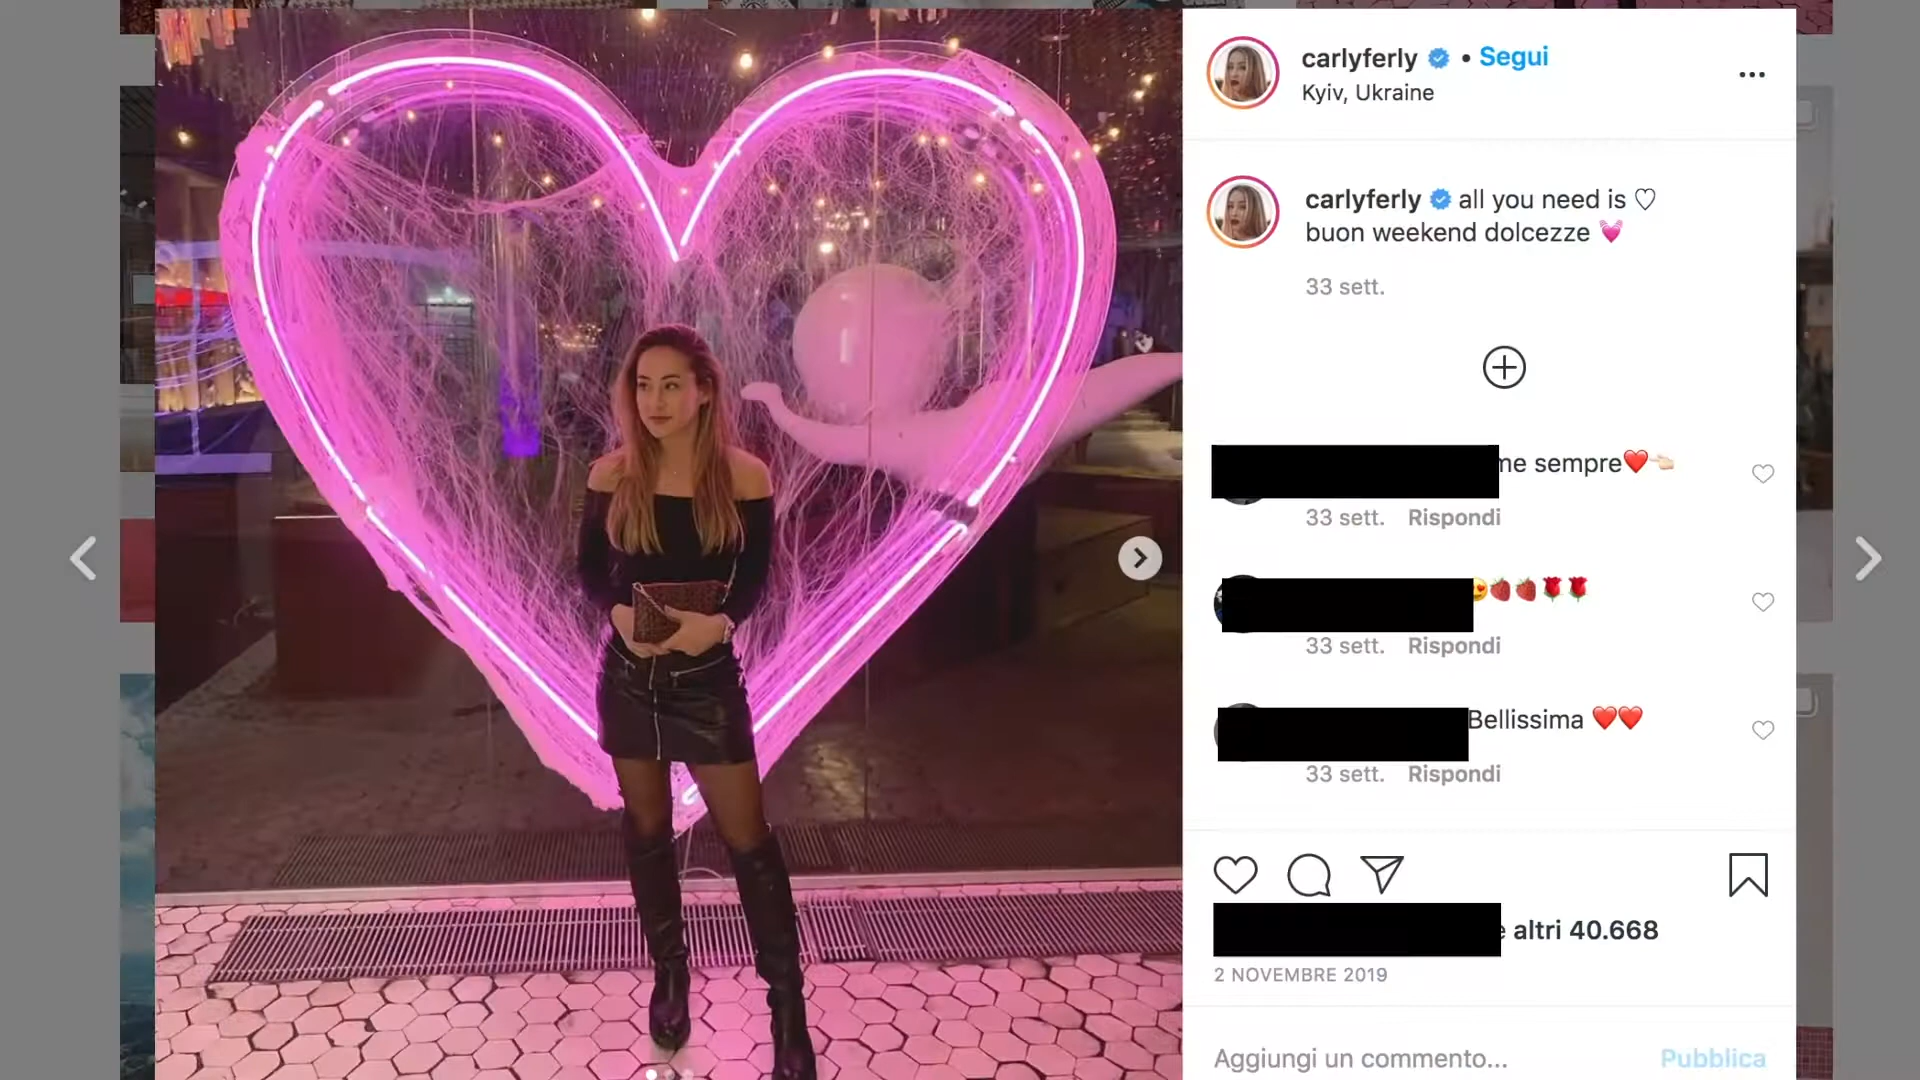 carlyferly • Segui
Kyiv, Ukraine
carlyferly all you need is ♡
buon weekend dolcezze 💓
33 sett.
sempre❤️👈🏻
33 sett. Rispondi
😍🍓🍓🌹🌹
33 sett. Rispondi
Bellissima ❤️❤️
33 sett. Rispondi
e altri 40.668
2 NOVEMBRE 2019
Aggiungi un commento... Pubblica